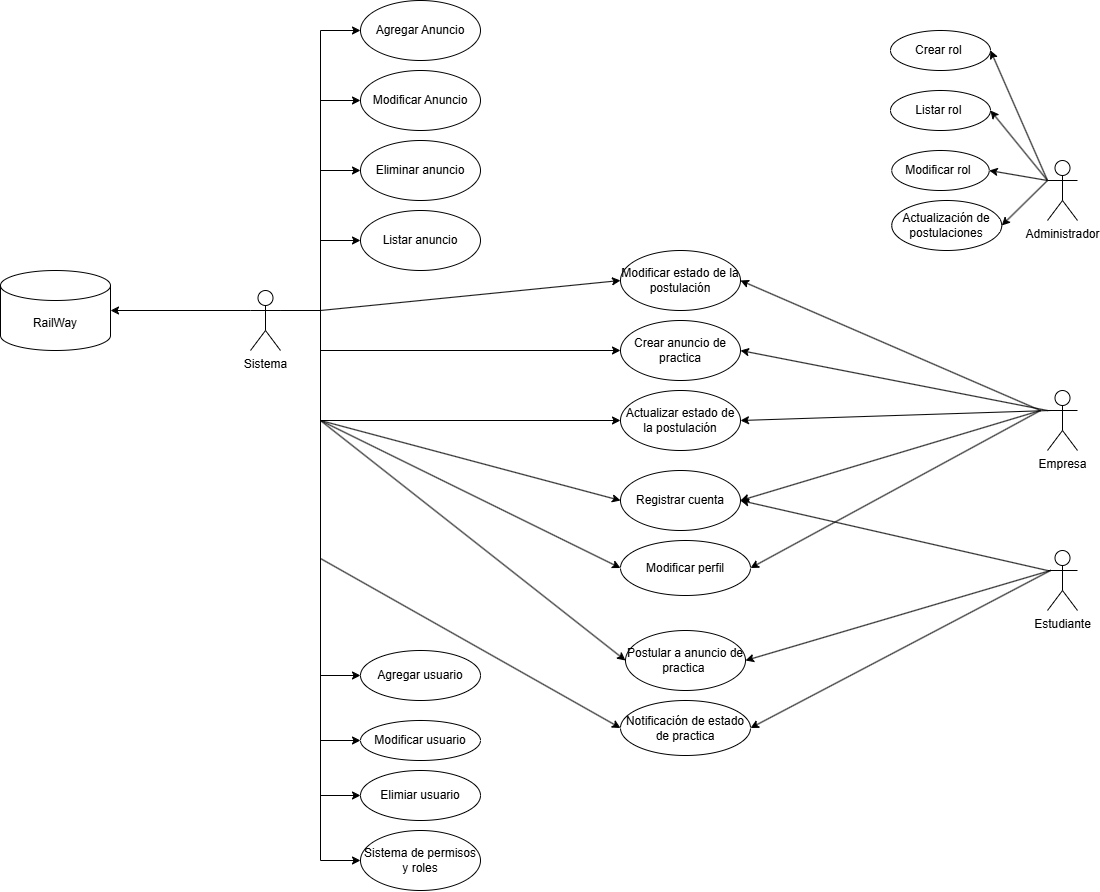 Agregar Anuncio
Modificar Anuncio
Eliminar anuncio
Listar anuncio
Crear rol
Listar rol
Modificar rol
Actualización de
postulaciones
Administrador
RailWay
Sistema
Modificar estado de la
postulación
Crear anuncio de
practica
Actualizar estado de
la postulación
Registrar cuenta
Modificar perfil
Postular a anuncio de
practica
Notificación de estado
de practica
Empresa
Estudiante
Agregar usuario
Modificar usuario
Elimiar usuario
Sistema de permisos
y roles